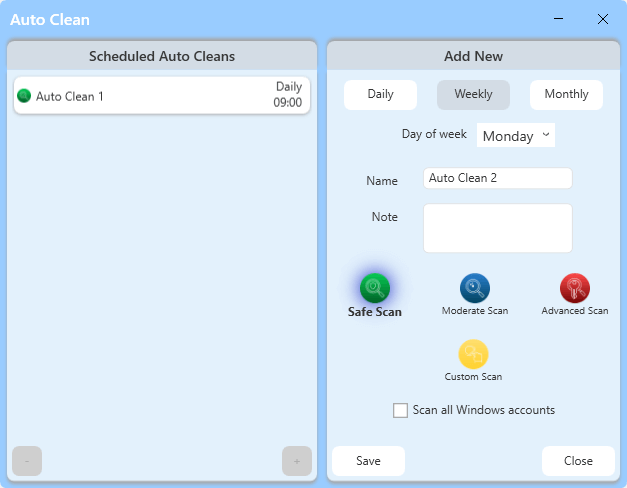 Auto Clean
Scheduled Auto Cleans
Auto Clean 1
Daily
09:00
-
+
Add New
Daily Weekly Monthly
Day of week Monday
Name Auto Clean 2
Note
Safe Scan Moderate Scan Advanced Scan
Custom Scan
Scan all Windows accounts
Save Close